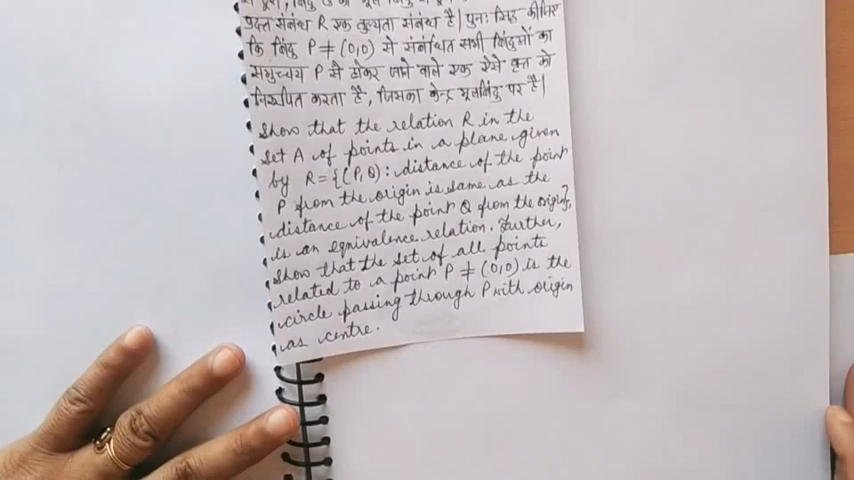 प्रदत्त संबंध R एक तुल्यता संबंध है। पुनः सिद्ध कीजिए
कि बिंदु P ≠ (0,0) से संबंधित सभी बिंदुओं का
समुच्चय P से होकर जाने वाले एक ऐसे वृत्त को
निरूपित करता है, जिसका केन्द्र मूलबिंदु पर है।
Show that the relation R in the
set A of points in a plane given
by R = {(P,Q): distance of the point
P from the origin is same as the
distance of the point Q from the origin},
is an equivalence relation. Further,
show that the set of all points
related to a point P ≠ (0,0) is the
circle passing through P with origin
as centre.